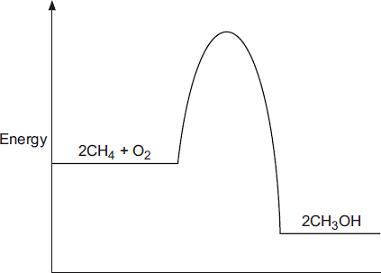 Energy
2CH₄ + O₂
2CH₃OH